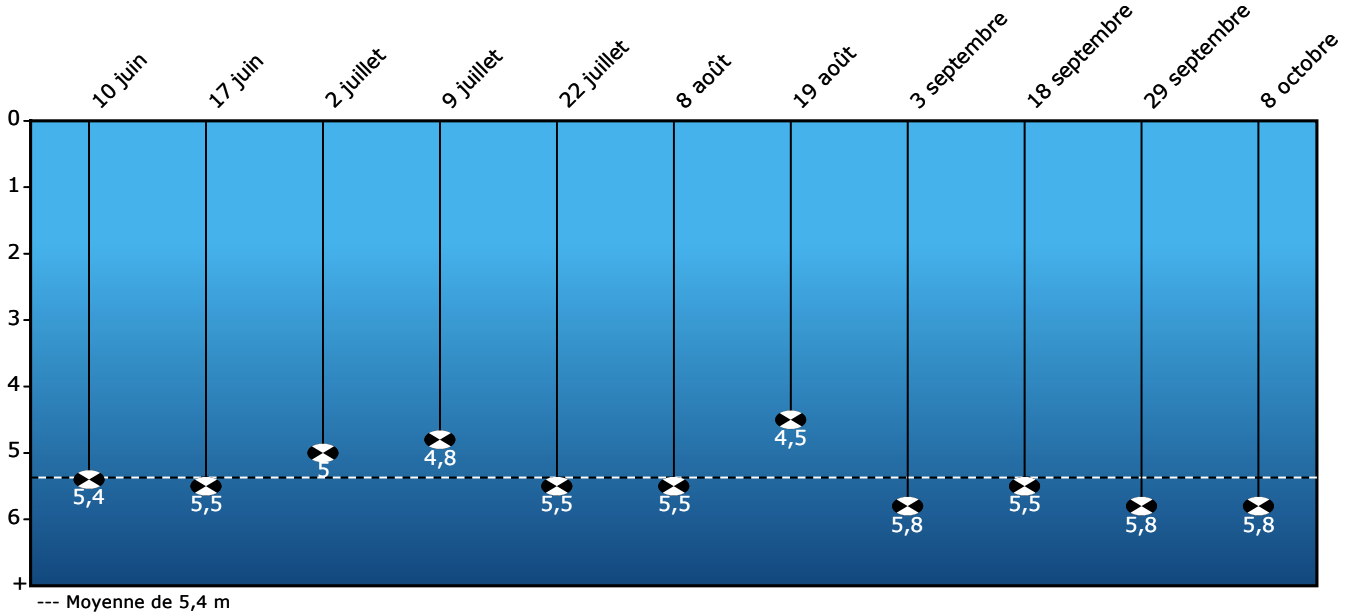 10 juin
17 juin
2 juillet
9 juillet
22 juillet
8 août
19 août
3 septembre
18 septembre
29 septembre
8 octobre
0
1
2
3
4
5
6
+
5,4
5,5
5
4,8
5,5
5,5
4,5
5,8
5,5
5,8
5,8
--- Moyenne de 5,4 m